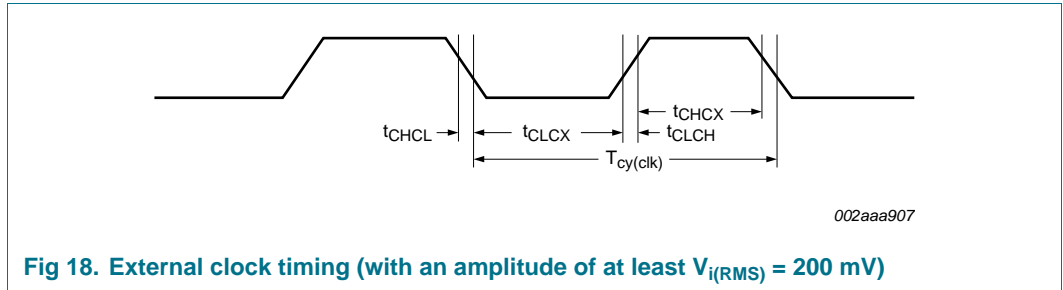 tCHCX
tCHCL tCLCX tCLCH
Tcy(clk)
002aaa907
Fig 18. External clock timing (with an amplitude of at least Vi(RMS) = 200 mV)